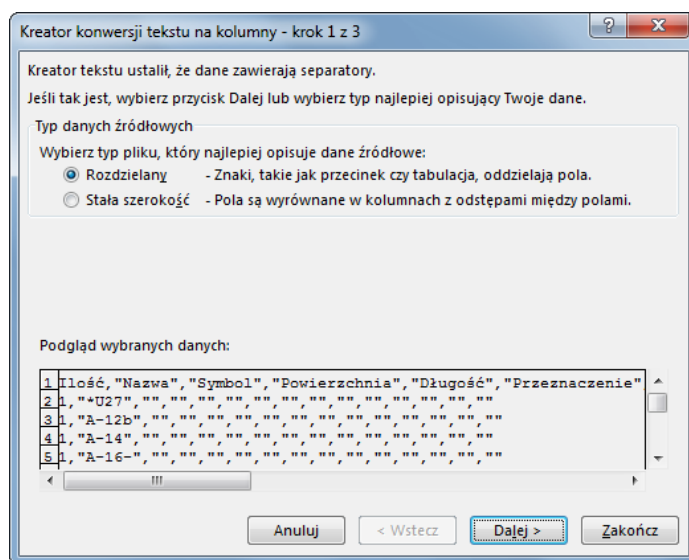 Kreator konwersji tekstu na kolumny - krok 1 z 3
Kreator tekstu ustalił, że dane zawierają separatory.
Jeśli tak jest, wybierz przycisk Dalej lub wybierz typ najlepiej opisujący Twoje dane.
Typ danych źródłowych
Wybierz typ pliku, który najlepiej opisuje dane źródłowe:
Rozdzielany - Znaki, takie jak przecinek czy tabulacja, oddzielają pola.
Stała szerokość - Pola są wyrównane w kolumnach z odstępami między polami.
Podgląd wybranych danych:
1 Ilość,"Nazwa","Symbol","Powierzchnia","Długość","Przeznaczenie"
2 1,"*U27","","","","","","","","","","",""
3 1,"A-12b","","","","","","","","","","",""
4 1,"A-14","","","","","","","","","","",""
5 1,"A-16-","","","","","","","","","","",""
Anuluj < Wstecz Dalej > Zakończ